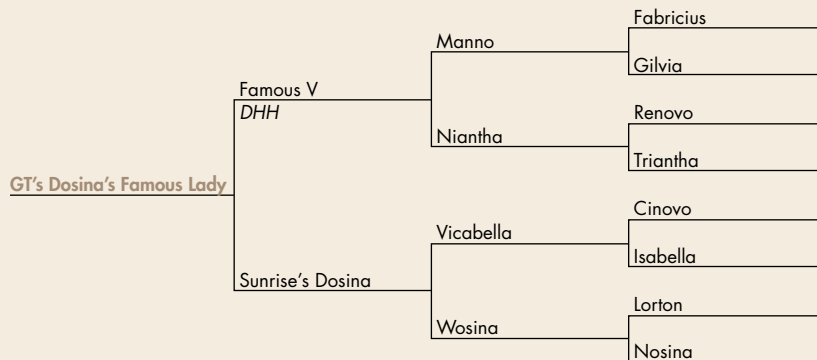 Fabricius
Manno
Gilvia
Famous V
DHH
Renovo
Niantha
Triantha
GT’s Dosina’s Famous Lady
Cinovo
Vicabella
Isabella
Sunrise’s Dosina
Lorton
Wosina
Nosina